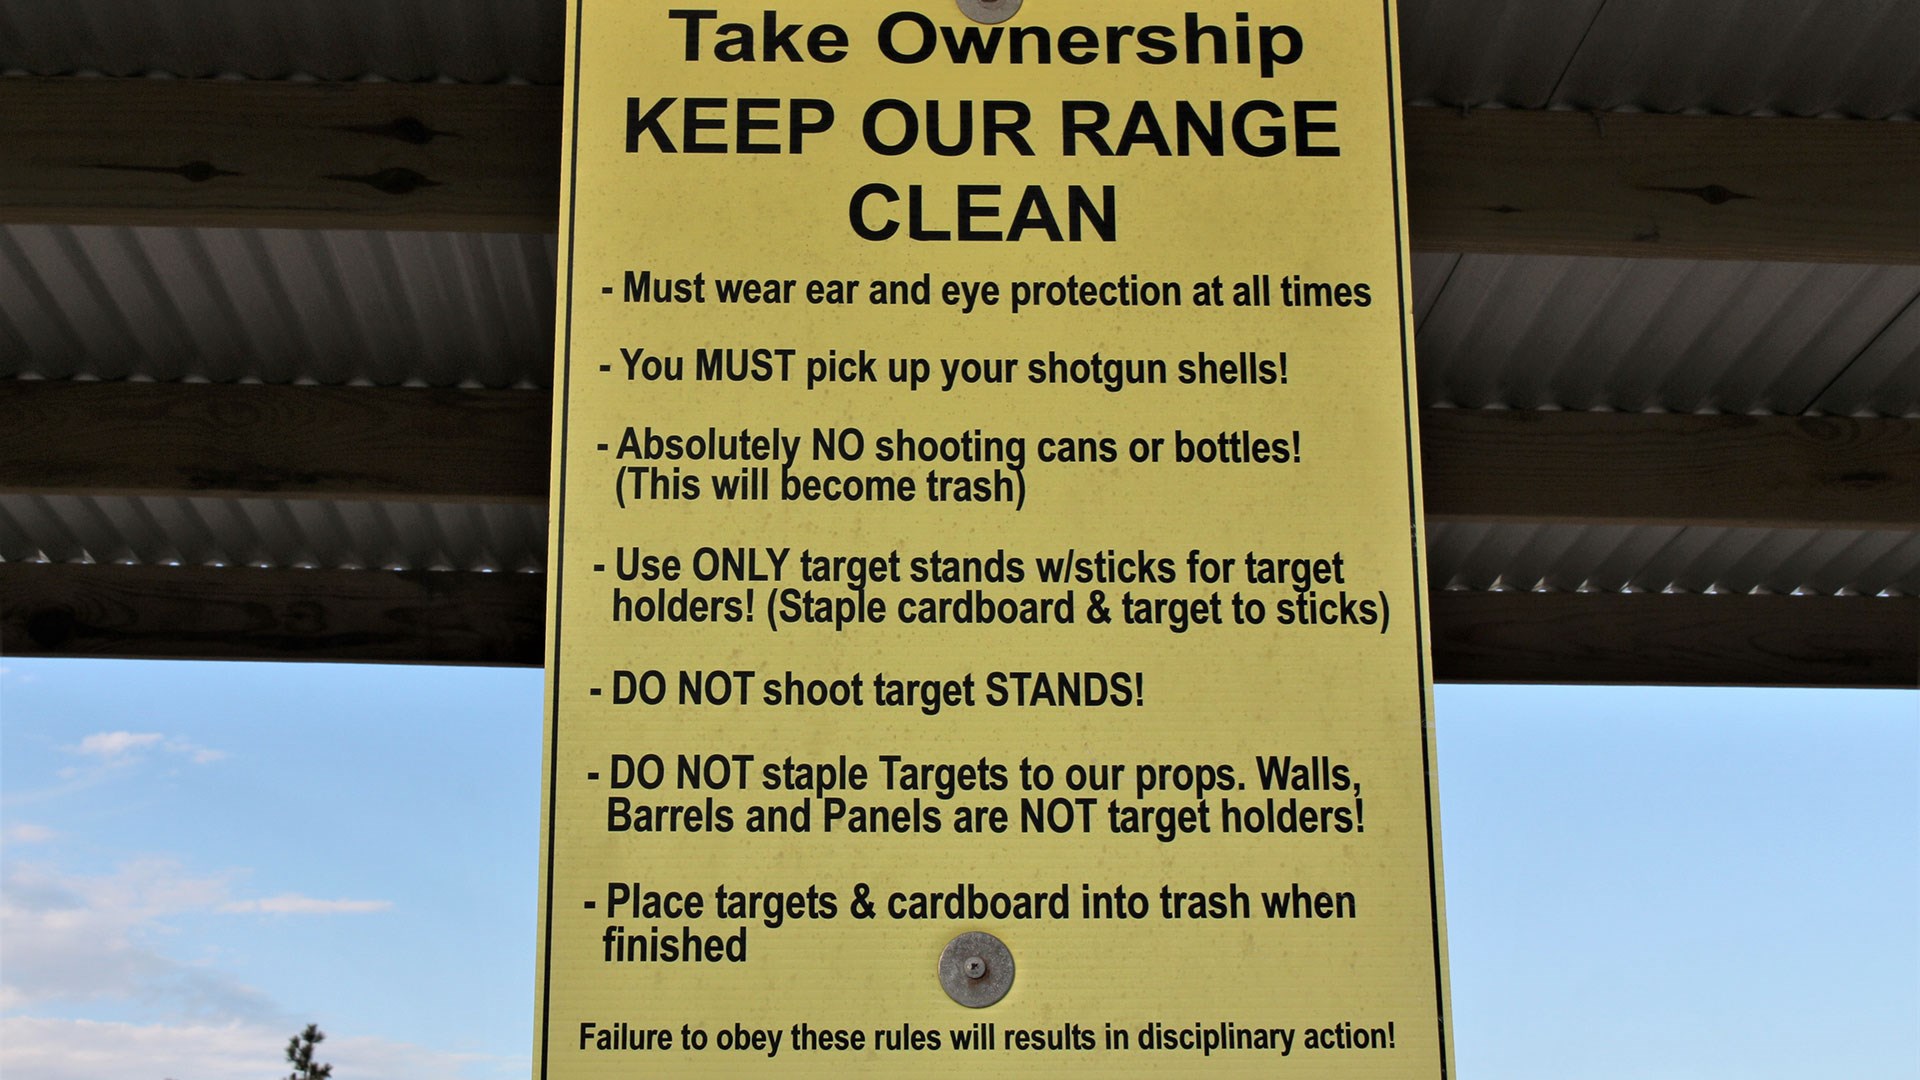 Take Ownership
KEEP OUR RANGE
CLEAN
- Must wear ear and eye protection at all times
- You MUST pick up your shotgun shells!
- Absolutely NO shooting cans or bottles!
(This will become trash)
- Use ONLY target stands w/sticks for target
holders! (Staple cardboard & target to sticks)
- DO NOT shoot target STANDS!
- DO NOT staple Targets to our props. Walls,
Barrels and Panels are NOT target holders!
- Place targets & cardboard into trash when
finished
Failure to obey these rules will results in disciplinary action!